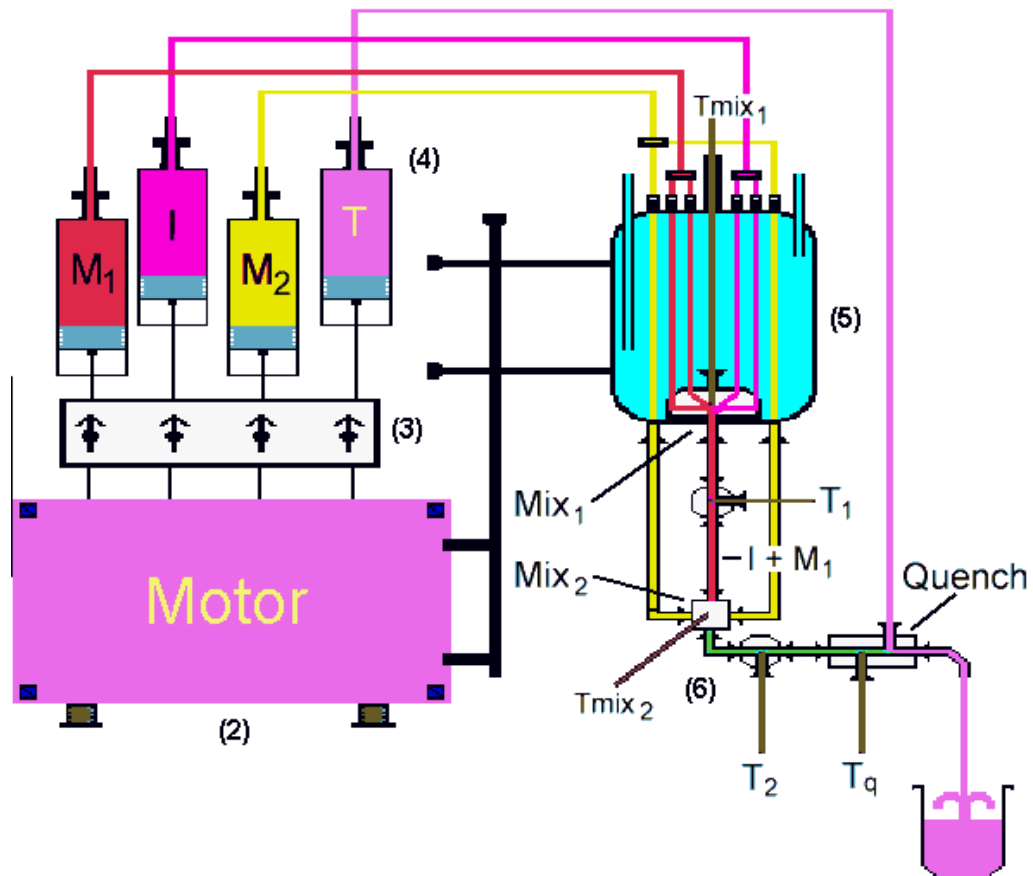 Tmix₁
(4)
I
T
M₁
M₂
(5)
(3)
Mix₁
T₁
Motor
–I + M₁
Mix₂
Quench
(6)
Tmix₂
(2)
T₂
Tq